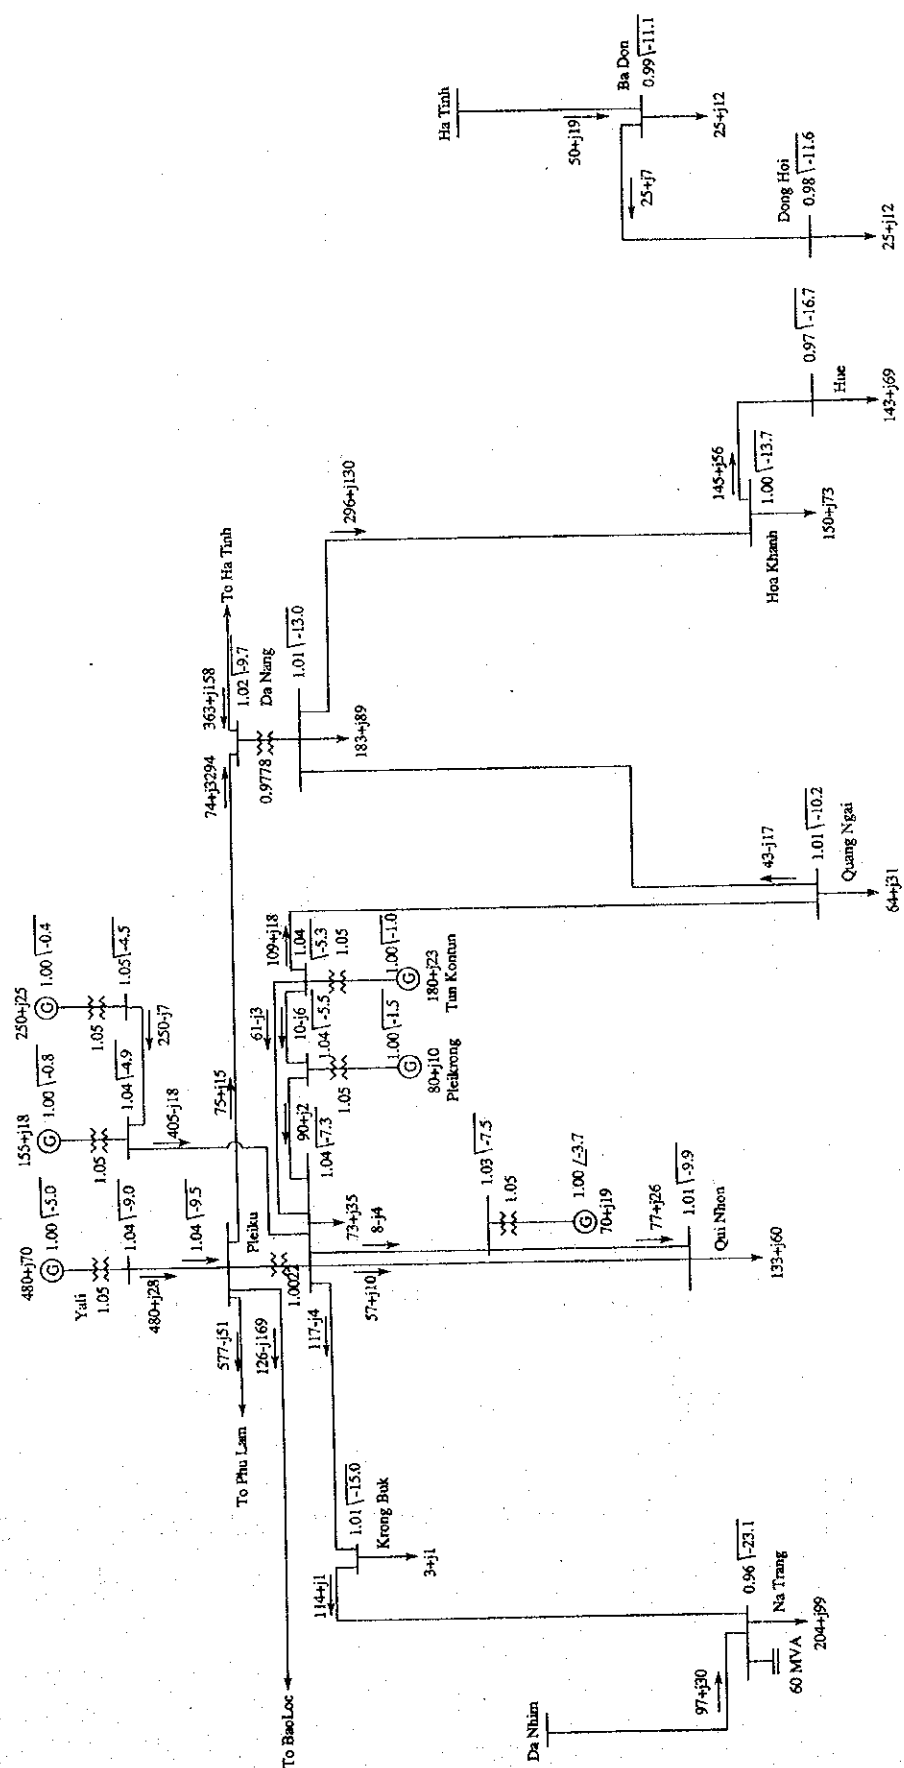 480+j70
1.00 ∠-5.0
155+j18
1.00 ∠-0.8
250+j25
1.00 ∠-0.4
G
G
G
Yali
1.05
1.05
1.05
1.04 ∠-9.0
1.04 ∠-4.9
1.05 ∠-4.5
480+j28
405-j18
250-j7
1.04 ∠-9.5
Pleiku
577-j51
126-j169
To Phu Lam
To BaoLoc
75+j15
74+j3294
363+j158
To Ha Tinh
1.02 ∠-9.7
Da Nang
0.9778
1.01 ∠-13.0
183+j89
296+j130
1.0022
117-j4
57+j10
73+j35
8-j4
1.04 ∠-7.3
90+j2
61-j3
10-j6
1.04 ∠-5.5
109+j18
1.04
∠-5.3
1.05
1.05
1.00 ∠-1.5
1.00 ∠-1.0
G
G
80+j10
Pleikrong
180+j23
Tun Kontun
1.03 ∠-7.5
1.05
1.00 ∠-3.7
G
70+j19
77+j26
1.01 ∠-9.9
Qui Nhon
133+j60
1.01 ∠-15.0
Krong Buk
114+j1
3+j1
Da Nhim
97+j30
0.96 ∠-23.1
Na Trang
60 MVA
204+j99
43-j17
1.01 ∠-10.2
Quang Ngai
64+j31
145+j56
1.00 ∠-13.7
Hoa Khanh
150+j73
0.97 ∠-16.7
Hue
143+j69
Ha Tinh
50+j19
Ba Don
0.99 ∠-11.1
25+j12
25+j7
Dong Hoi
0.98 ∠-11.6
25+j12